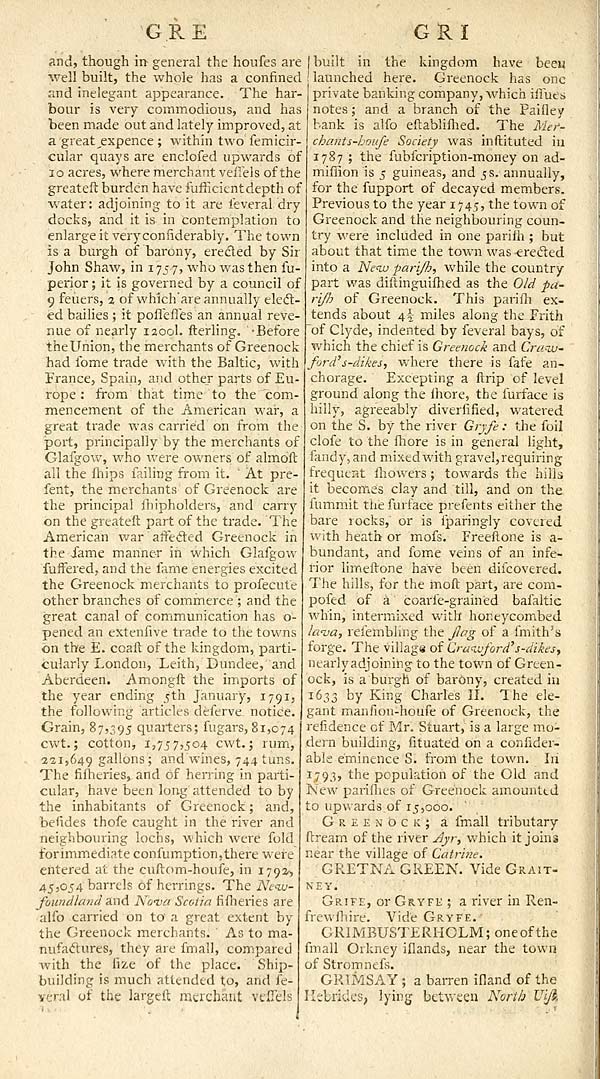 GRE
and, though in general the houſes are
well built, the whole has a confined
and inelegant appearance. The har-
bour is very commodious, and has
been made out and lately improved, at
a great expence; within two ſemicir-
cular quays are encloſed upwards of
10 acres, where merchant veſſels of the
greateſt burden have ſufficient depth of
water: adjoining to it are ſeveral dry
docks, and it is in contemplation to
enlarge it very conſiderably. The town
is a burgh of barony, erected by Sir
John Shaw, in 1757, who was then ſu-
perior; it is governed by a council of
9 feuers, 2 of which are annually elect-
ed bailies; it poſſeſſes an annual reve-
nue of nearly 1200l. ſterling. Before
the Union, the merchants of Greenock
had ſome trade with the Baltic, with
France, Spain, and other parts of Eu-
rope: from that time to the com-
mencement of the American war, a
great trade was carried on from the
port, principally by the merchants of
Glaſgow, who were owners of almoſt
all the ſhips ſailing from it. At pre-
ſent, the merchants of Greenock are
the principal ſhipholders, and carry
on the greateſt part of the trade. The
American war affected Greenock in
the ſame manner in which Glaſgow
ſuffered, and the ſame energies excited
the Greenock merchants to proſecute
other branches of commerce; and the
great canal of communication has o-
pened an extenſive trade to the towns
on the E. coaſt of the kingdom, parti-
cularly London, Leith, Dundee, and
Aberdeen. Amongſt the imports of
the year ending 5th January, 1791,
the following articles deſerve notice.
Grain, 87,395 quarters; ſugars, 81,074
cwt.; cotton, 1,757,504 cwt.; rum,
221,649 gallons; and wines, 744 tuns.
The fiſheries, and of herring in parti-
cular, have been long attended to by
the inhabitants of Greenock; and,
beſides thoſe caught in the river and
neighbouring lochs, which were ſold
for immediate conſumption, there were
entered at the cuſtom-houſe, in 1792,
45,054 barrels of herrings. The New-
foundland and Nova Scotia fiſheries are
alſo carried on to a great extent by
the Greenock merchants. As to ma-
nufactures, they are ſmall, compared
with the ſize of the place. Ship-
building is much attended to, and ſe-
veral of the largeſt merchant veſſels
GRI
built in the kingdom have been
launched here. Greenock has one
private banking company, which iſſues
notes; and a branch of the Paiſley
bank is alſo eſtabliſhed. The Mer-
chants-houſe Society was inſtituted in
1787; the ſubſcription-money on ad-
miſſion is 5 guineas, and 5s. annually,
for the ſupport of decayed members.
Previous to the year 1745, the town of
Greenock and the neighbouring coun-
try were included in one pariſh; but
about that time the town was erected
into a New pariſh, while the country
part was diſtinguiſhed as the Old pa-
riſh of Greenock. This pariſh ex-
tends about 4½ miles along the Frith
of Clyde, indented by ſeveral bays, of
which the chief is Greenock and Craw-
ford's-dikes, where there is ſafe an-
chorage. Excepting a ſtrip of level
ground along the ſhore, the ſurface is
hilly, agreeably diverſified, watered
on the S. by the river Gryfe: the ſoil
cloſe to the ſhore is in general light,
ſandy, and mixed with gravel, requiring
frequent ſhowers; towards the hills
it becomes clay and till, and on the
ſummit the ſurface preſents either the
bare rocks, or is ſparingly covered
with heath or moſs. Freeſtone is a-
bundant, and ſome veins of an infe-
rior limeſtone have been diſcovered.
The hills, for the moſt part, are com-
poſed of a coarſe-grained baſaltic
whin, intermixed with honeycombed
lava, reſembling the ſlag of a ſmith's
forge. The village of Crawford's-dikes,
nearly adjoining to the town of Green-
ock, is a burgh of barony, created in
1633 by King Charles II. The ele-
gant manſion-houſe of Greenock, the
reſidence of Mr. Stuart, is a large mo-
dern building, ſituated on a conſider-
able eminence S. from the town. In
1793, the population of the Old and
New pariſhes of Greenock amounted
to upwards of 15,000.
GREENOCK; a ſmall tributary
ſtream of the river Ayr, which it joins
near the village of Catrine.
GRETNA GREEN. Vide GRAIT-
NEY.
GRIFE, or GRYFE; a river in Ren-
frewſhire. Vide GRYFE.
GRIMBUSTERHOLM; one of the
ſmall Orkney iſlands, near the town
of Stromneſs.
GRIMSAY; a barren iſland of the
Hebrides, lying between North Uiſt